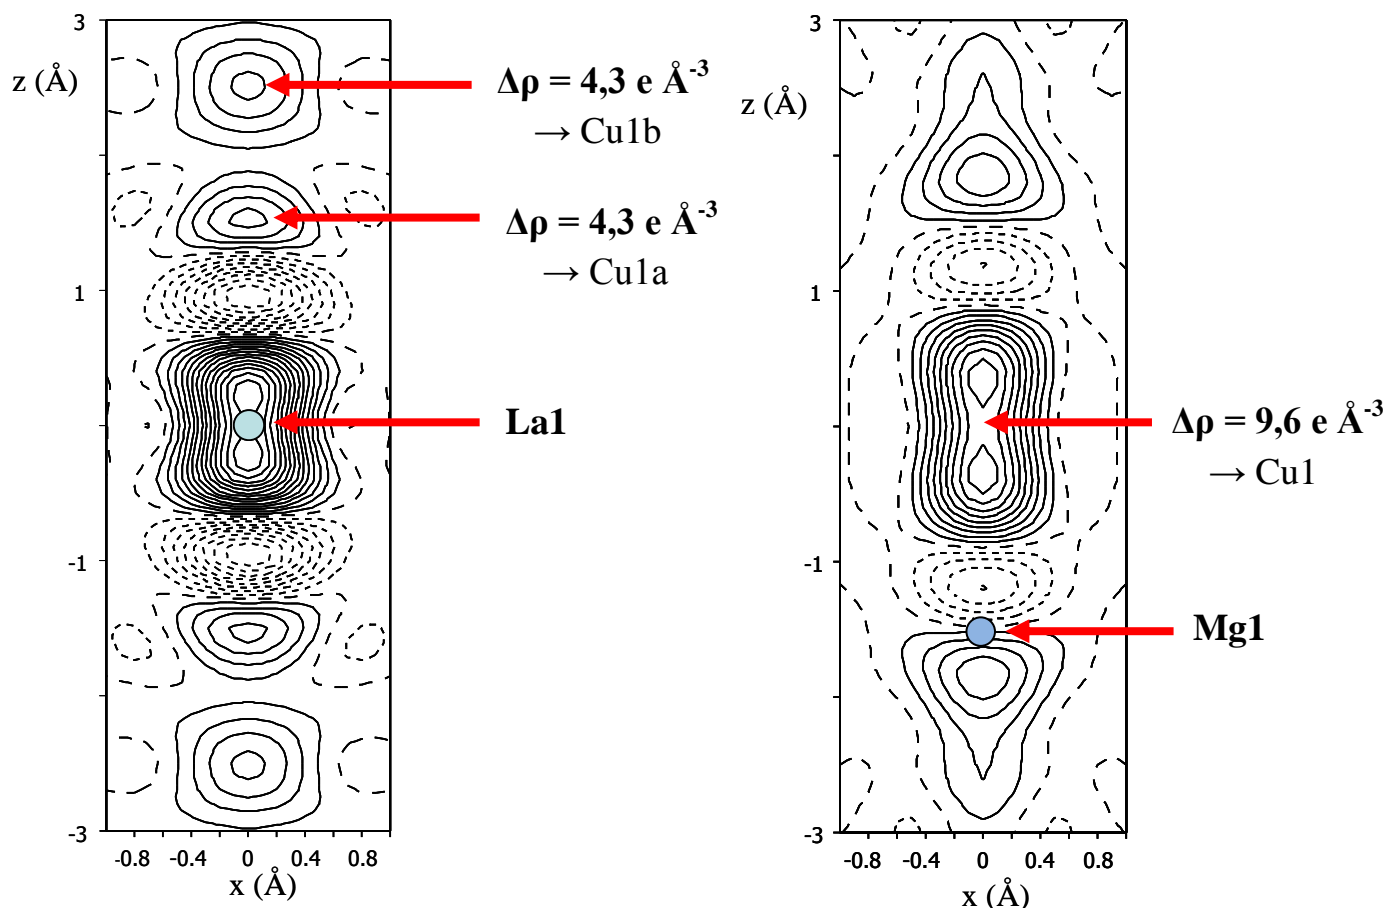 3
z (Å)
1
-1
-3
-0.8 -0.4 0 0.4 0.8
x (Å)
Δρ = 4,3 e Å-3
→ Cu1b
Δρ = 4,3 e Å-3
→ Cu1a
La1
3
z (Å)
1
-1
-3
-0.8 -0.4 0 0.4 0.8
x (Å)
Δρ = 9,6 e Å-3
→ Cu1
Mg1